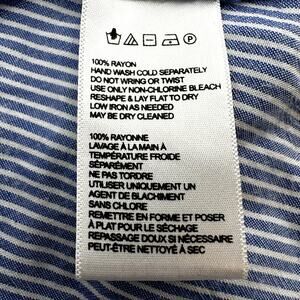 100% RAYON
HAND WASH COLD SEPARATELY
DO NOT WRING OR TWIST
USE ONLY NON-CHLORINE BLEACH
RESHAPE & LAY FLAT TO DRY
LOW IRON AS NEEDED
MAY BE DRY CLEANED
100% RAYONNE
LAVAGE À LA MAIN À
TEMPÉRATURE FROIDE
SÉPARÉMENT
NE PAS TORDRE
UTILISER UNIQUEMENT UN
AGENT DE BLACHIMENT
SANS CHLORE
REMETTRE EN FORME ET POSER
À PLAT POUR LE SÉCHAGE
REPASSAGE DOUX SI NÉCESSAIRE
PEUT-ÊTRE NETTOYÉ À SEC